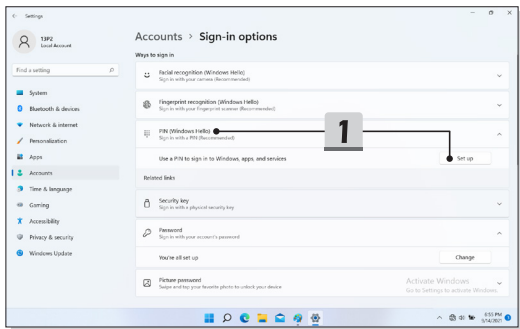 Settings
13P2
Local Account
Find a setting
System
Bluetooth & devices
Network & internet
Personalization
Apps
Accounts
Time & language
Gaming
Accessibility
Privacy & security
Windows Update
Accounts > Sign-in options
Ways to sign in
Facial recognition (Windows Hello)
Sign in with your camera (Recommended)
Fingerprint recognition (Windows Hello)
Sign in with your fingerprint scanner (Recommended)
PIN (Windows Hello)
Sign in with a PIN (Recommended)
1
Use a PIN to sign in to Windows, apps, and services
Set up
Related links
Security key
Sign in with a physical security key
Password
Sign in with your account's password
You're all set up
Change
Picture password
Swipe and tap your favorite photo to unlock your device
Activate Windows
Go to Settings to activate Windows.
6:55 PM
5/14/2021